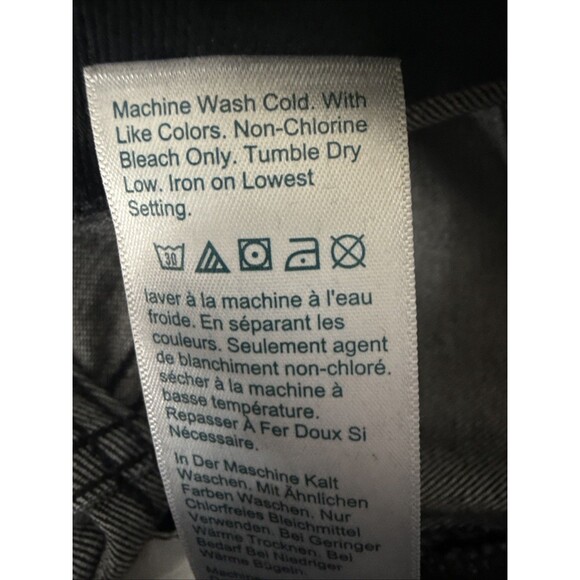 Machine Wash Cold. With
Like Colors. Non-Chlorine
Bleach Only. Tumble Dry
Low. Iron on Lowest
Setting.
30
laver à la machine à l'eau
froide. En séparant les
couleurs. Seulement agent
de blanchiment non-chloré.
sécher à la machine à
basse température.
Repasser À Fer Doux Si
Nécessaire.
In Der Maschine Kalt
Waschen. Mit Ähnlichen
Farben Waschen. Nur
Chlorfreies Bleichmittel
Verwenden. Bei Geringer
Wärme Trocknen. Bei
Bedarf Bei Niedriger
Wärme Bügeln.